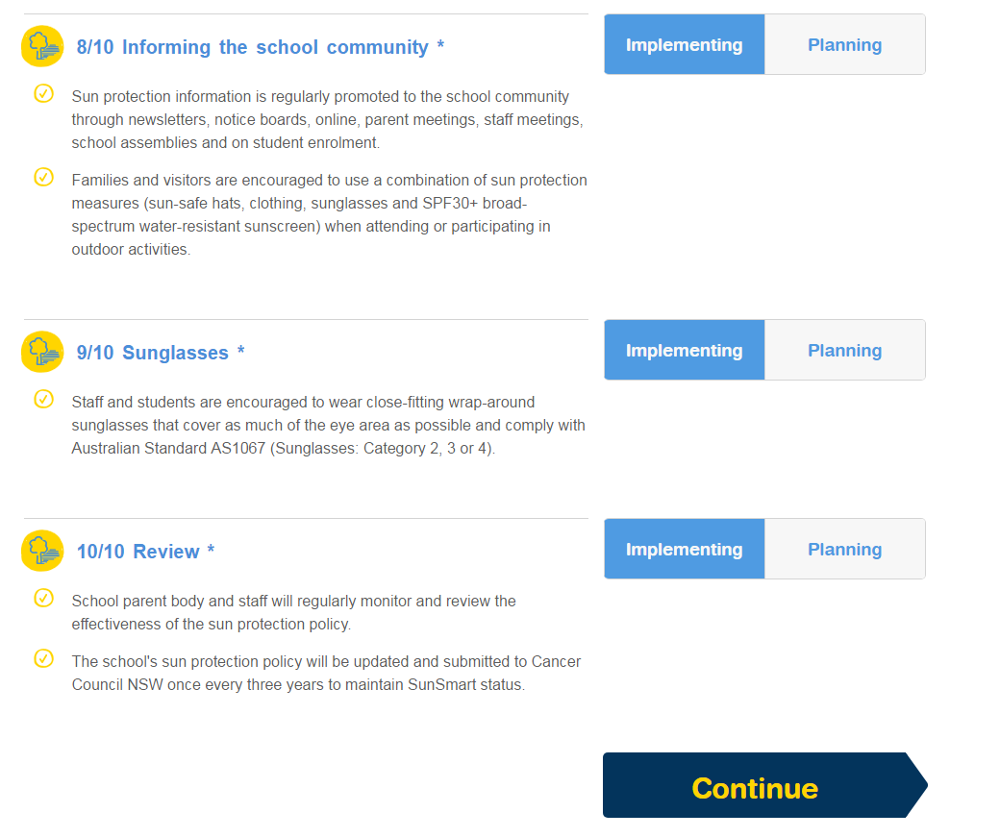 8/10 Informing the school community *
Implementing
Planning
Sun protection information is regularly promoted to the school community
through newsletters, notice boards, online, parent meetings, staff meetings,
school assemblies and on student enrolment.
Families and visitors are encouraged to use a combination of sun protection
measures (sun-safe hats, clothing, sunglasses and SPF30+ broad-
spectrum water-resistant sunscreen) when attending or participating in
outdoor activities.
9/10 Sunglasses *
Implementing
Planning
Staff and students are encouraged to wear close-fitting wrap-around
sunglasses that cover as much of the eye area as possible and comply with
Australian Standard AS1067 (Sunglasses: Category 2, 3 or 4).
10/10 Review *
Implementing
Planning
School parent body and staff will regularly monitor and review the
effectiveness of the sun protection policy.
The school's sun protection policy will be updated and submitted to Cancer
Council NSW once every three years to maintain SunSmart status.
Continue